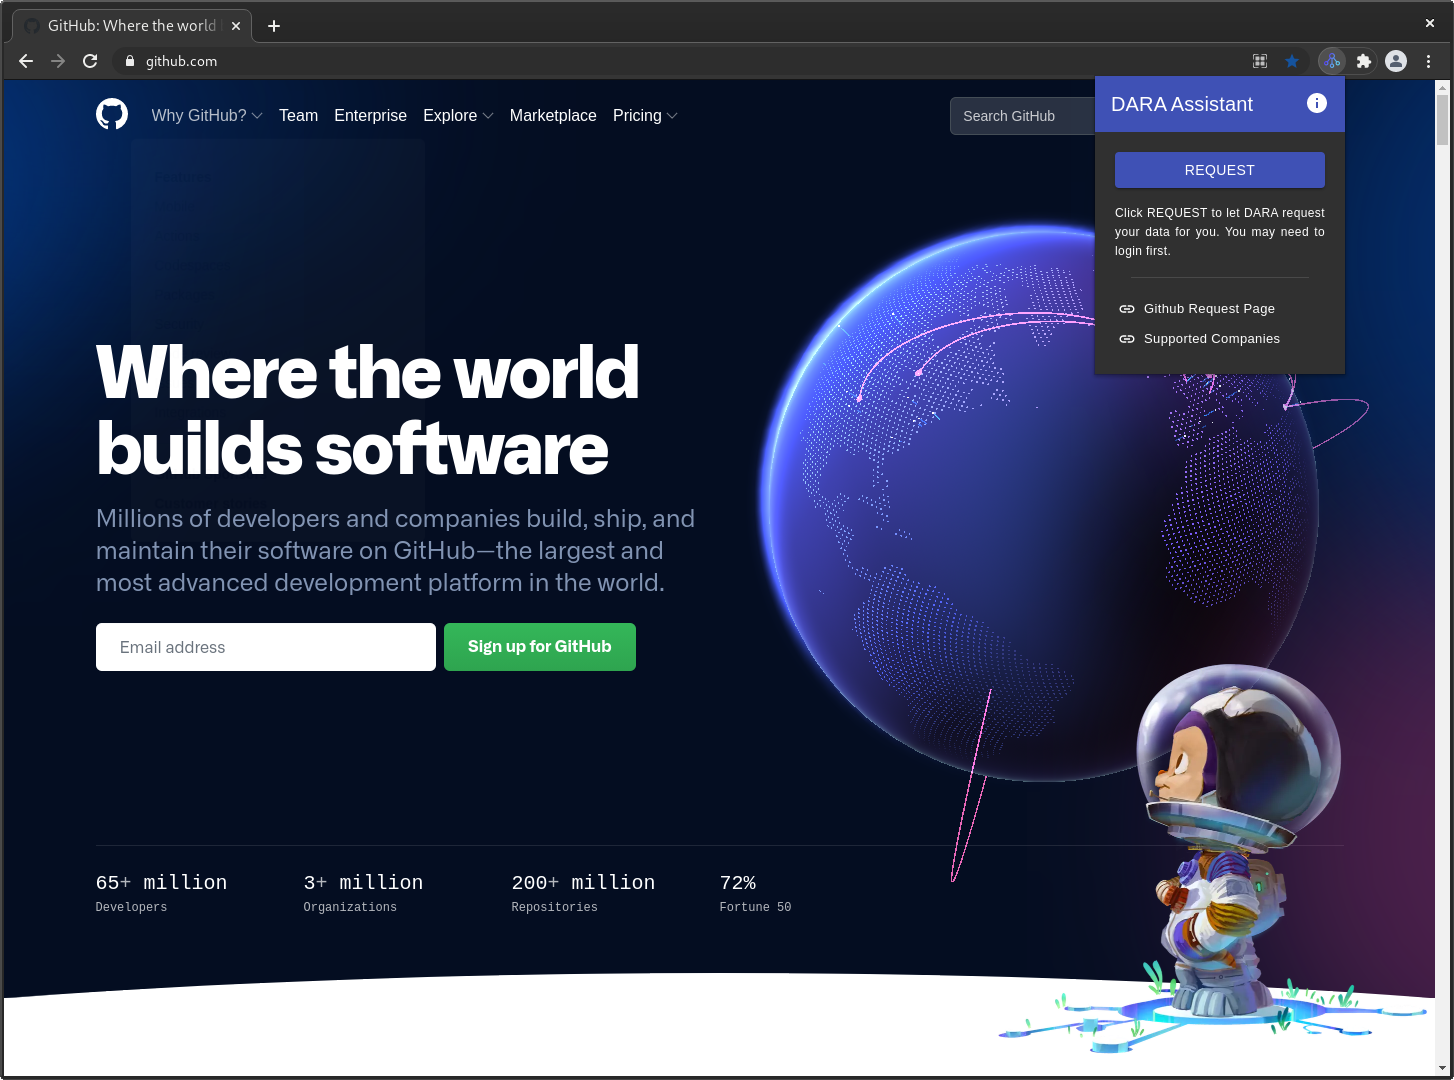 GitHub: Where the world
github.com
Why GitHub? Team Enterprise Explore Marketplace Pricing
Search GitHub
DARA Assistant
REQUEST
Click REQUEST to let DARA request
your data for you. You may need to
login first.
Github Request Page
Supported Companies
Where the world
builds software
Millions of developers and companies build, ship, and
maintain their software on GitHub—the largest and
most advanced development platform in the world.
Email address
Sign up for GitHub
65+ million
Developers
3+ million
Organizations
200+ million
Repositories
72%
Fortune 50